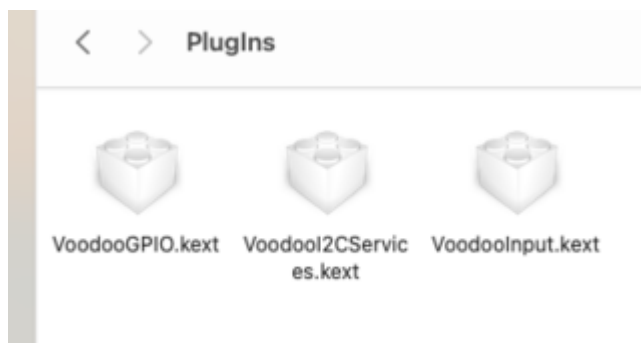 PlugIns
VoodooGPIO.kext
VoodooI2CServic
es.kext
VoodooInput.kext